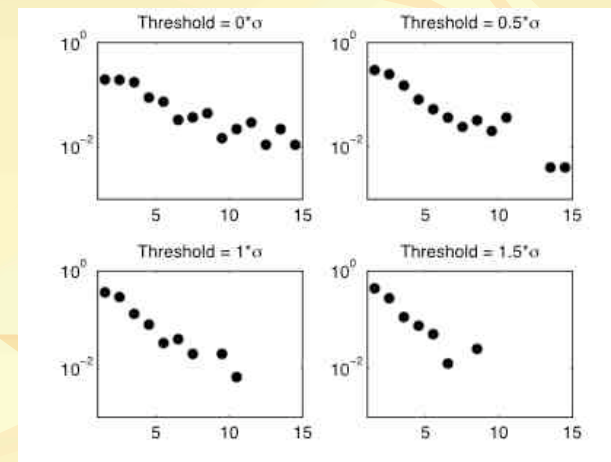 Threshold = 0*σ
10^0
10^-2
5 10 15
Threshold = 0.5*σ
10^0
10^-2
5 10 15
Threshold = 1*σ
10^0
10^-2
5 10 15
Threshold = 1.5*σ
10^0
10^-2
5 10 15